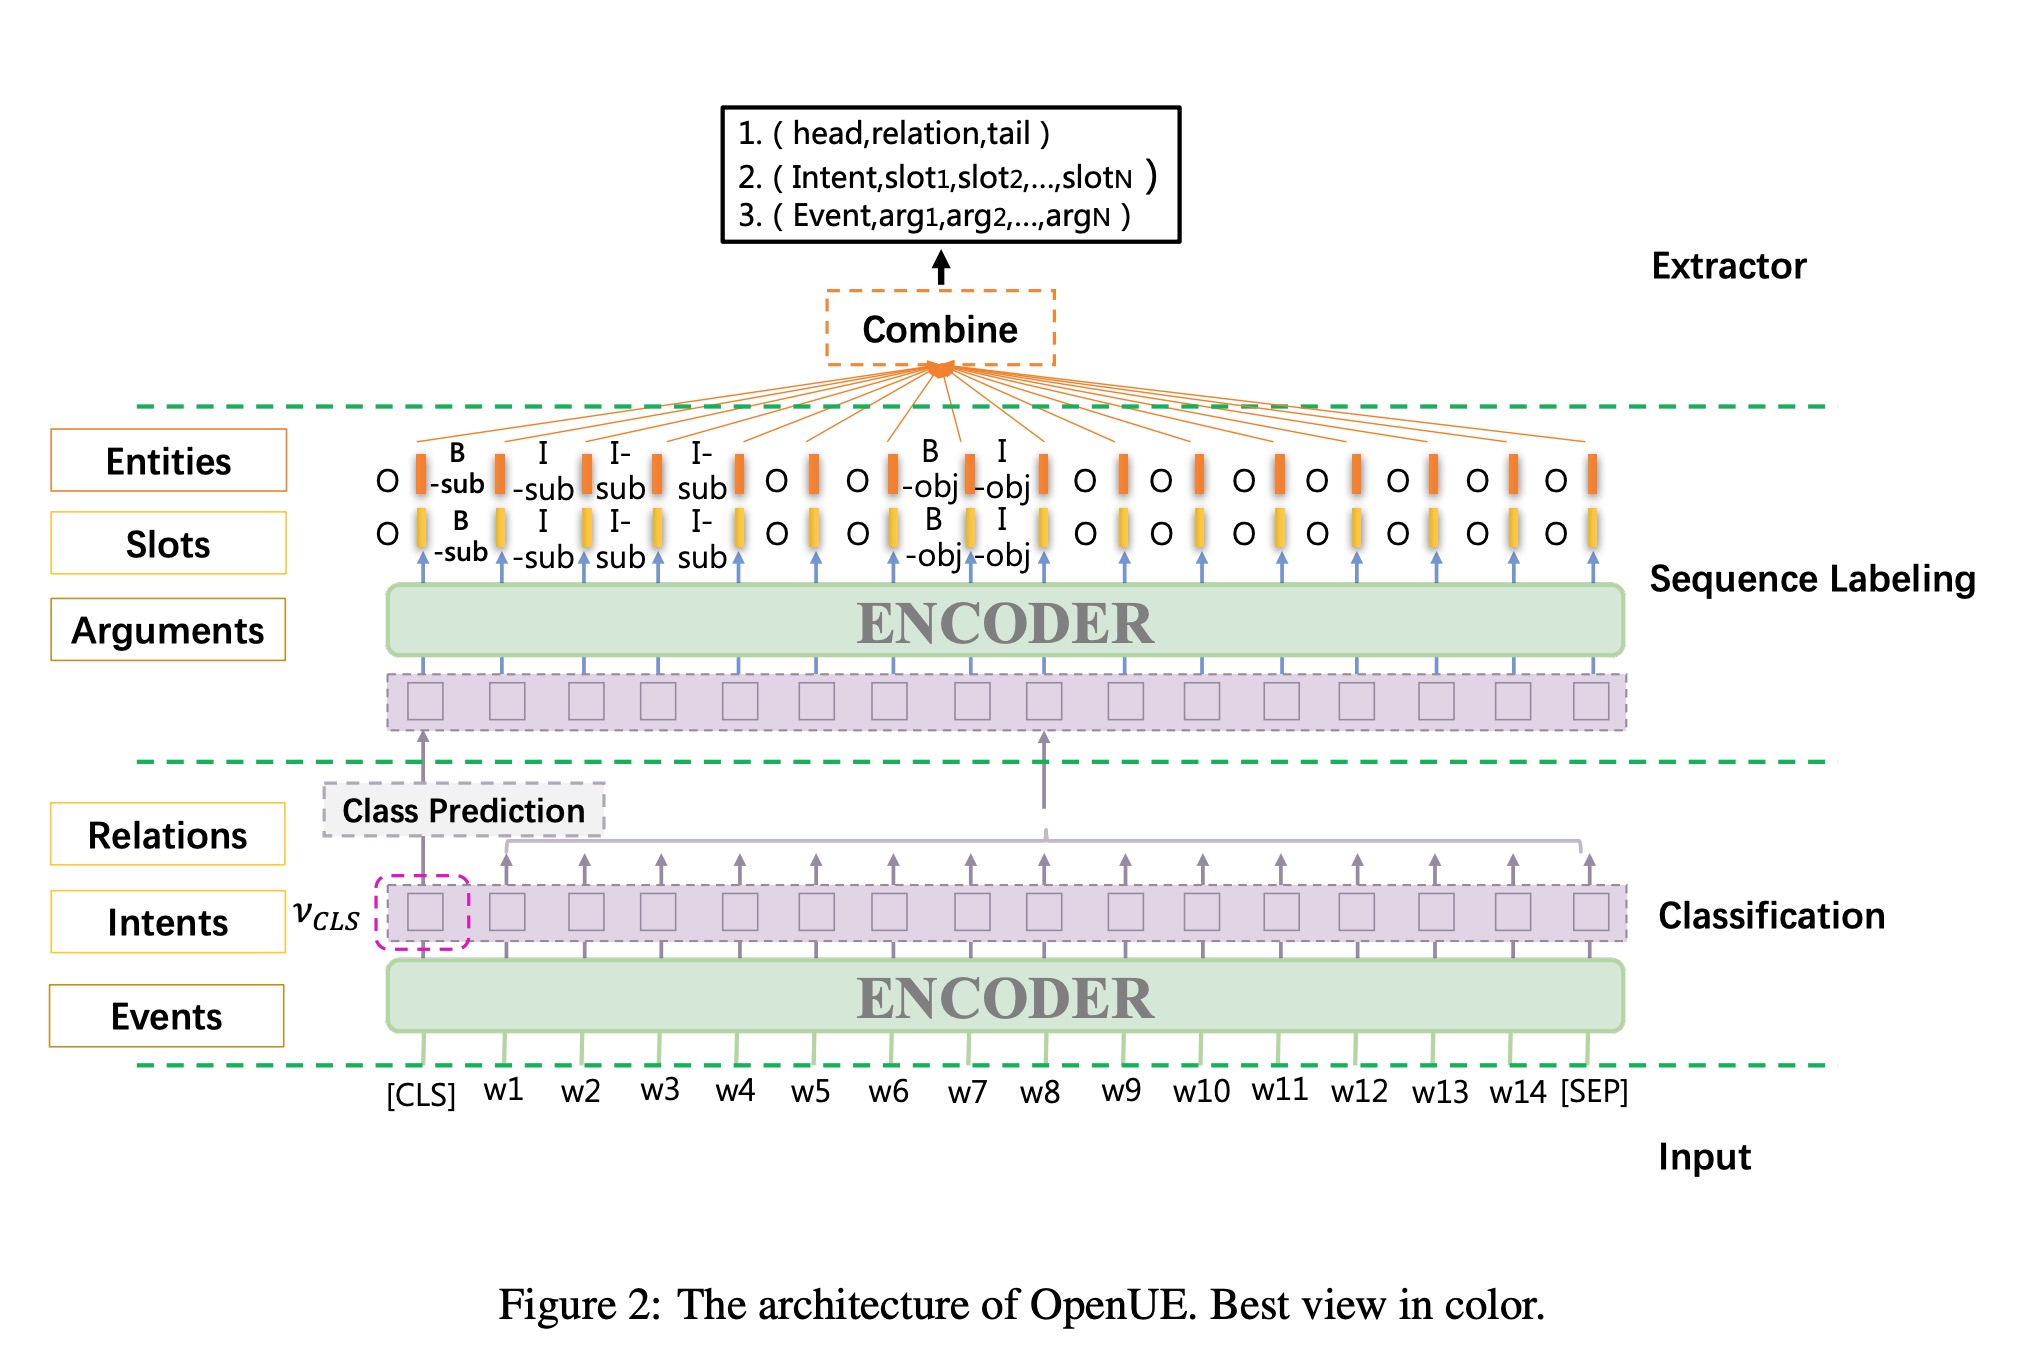 1. ( head,relation,tail )
2. ( Intent,slot1,slot2,...,slotN )
3. ( Event,arg1,arg2,...,argN )
Extractor
Combine
Entities
O B-sub I-sub I-sub I-sub O O B-obj I-obj O O O O O O O
Slots
O B-sub I-sub I-sub I-sub O O B-obj I-obj O O O O O O O
Sequence Labeling
Arguments
ENCODER
Class Prediction
Relations
Intents
νCLS
Classification
Events
ENCODER
[CLS] w1 w2 w3 w4 w5 w6 w7 w8 w9 w10 w11 w12 w13 w14 [SEP]
Input
Figure 2: The architecture of OpenUE. Best view in color.